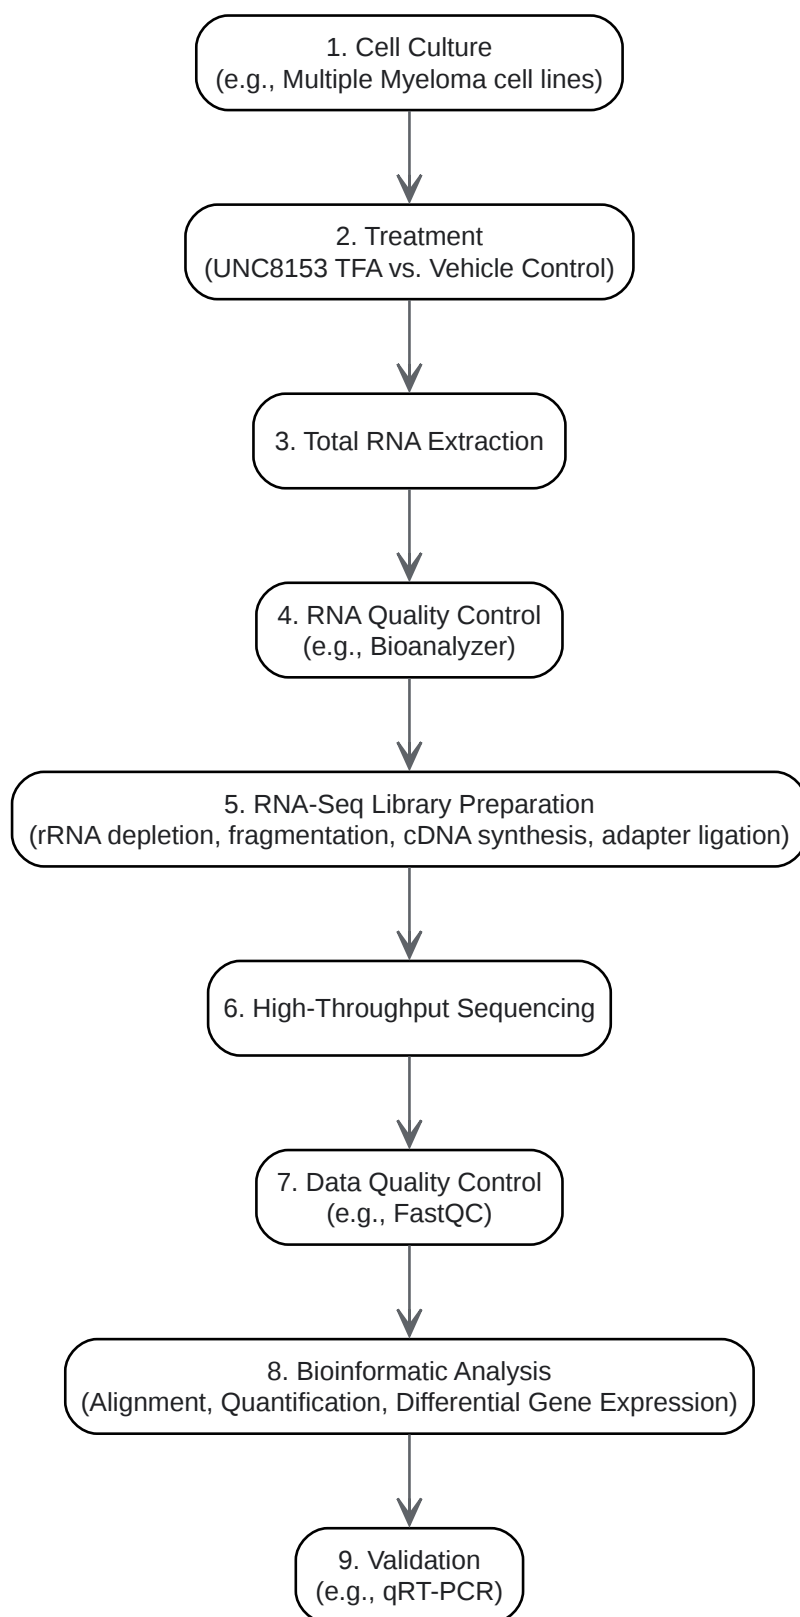 1. Cell Culture
(e.g., Multiple Myeloma cell lines)
2. Treatment
(UNC8153 TFA vs. Vehicle Control)
3. Total RNA Extraction
4. RNA Quality Control
(e.g., Bioanalyzer)
5. RNA-Seq Library Preparation
(rRNA depletion, fragmentation, cDNA synthesis, adapter ligation)
6. High-Throughput Sequencing
7. Data Quality Control
(e.g., FastQC)
8. Bioinformatic Analysis
(Alignment, Quantification, Differential Gene Expression)
9. Validation
(e.g., qRT-PCR)